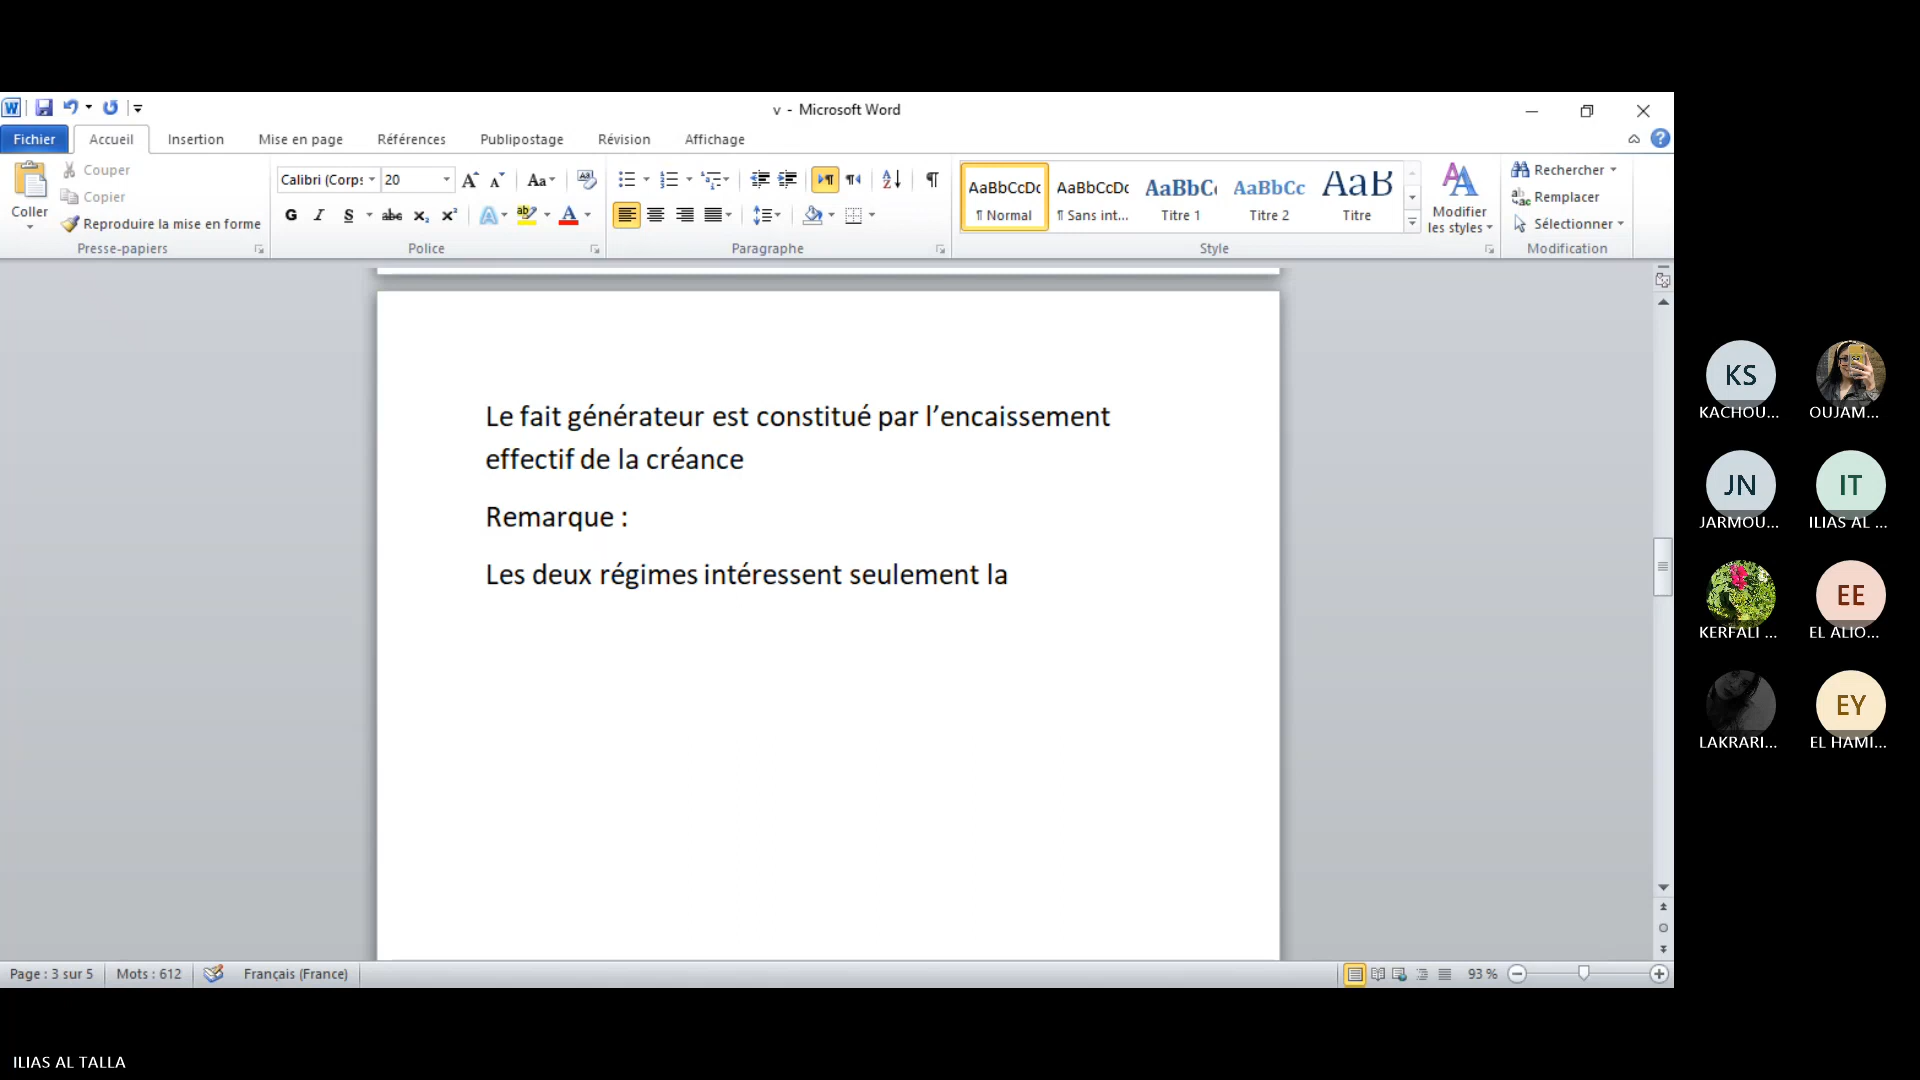 v - Microsoft Word
Fichier Accueil Insertion Mise en page Références Publipostage Révision Affichage
Coller
Couper
Copier
Reproduire la mise en forme
Presse-papiers
Calibri (Corps 20
G I S abc x₂ x²
Police
Paragraphe
AaBbCcDc AaBbCcDc AaBbC AaBbCc AaB
¶ Normal ¶ Sans int... Titre 1 Titre 2 Titre
Modifier
les styles
Style
Rechercher
Remplacer
Sélectionner
Modification
Le fait générateur est constitué par l’encaissement
effectif de la créance
Remarque :
Les deux régimes intéressent seulement la
Page : 3 sur 5 Mots : 612 Français (France) 93 %
KS
KACHOU...
OUJAM...
JN
JARMOU...
IT
ILIAS AL ...
KERFALI ...
EE
EL ALIO...
LAKRARI...
EY
EL HAMI...
ILIAS AL TALLA